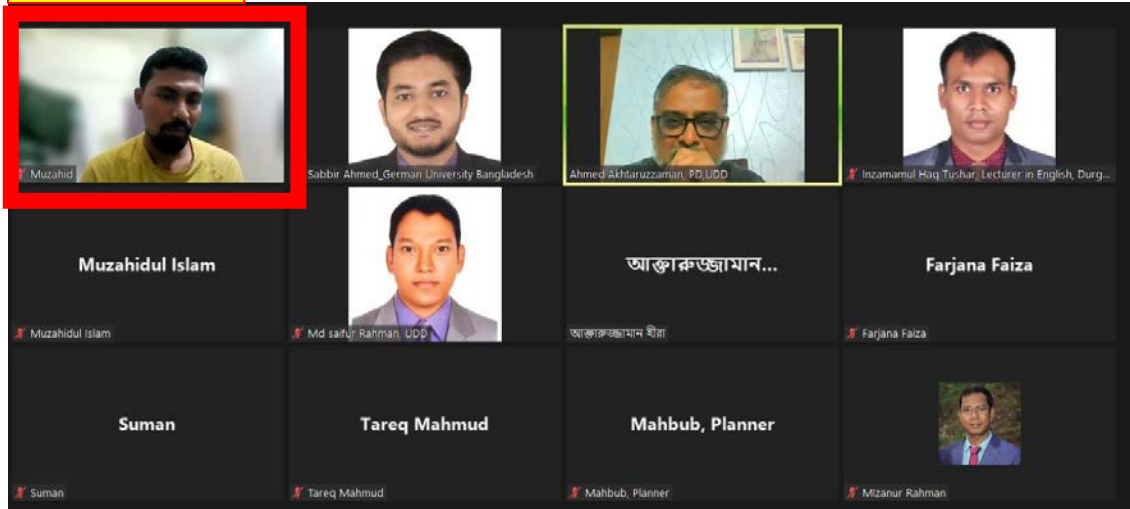 Muzahid
Sabbir Ahmed_German University Bangladesh
Ahmed Akhtaruzzaman, PD,UDD
Inzamamul Haq Tushar, Lecturer in English, Durg...
Muzahidul Islam
আক্তারুজ্জামান...
Farjana Faiza
Muzahidul Islam
Md saifur Rahman, UDD
আক্তারুজ্জামান হীরা
Farjana Faiza
Suman
Tareq Mahmud
Mahbub, Planner
Suman
Tareq Mahmud
Mahbub, Planner
Mizanur Rahman